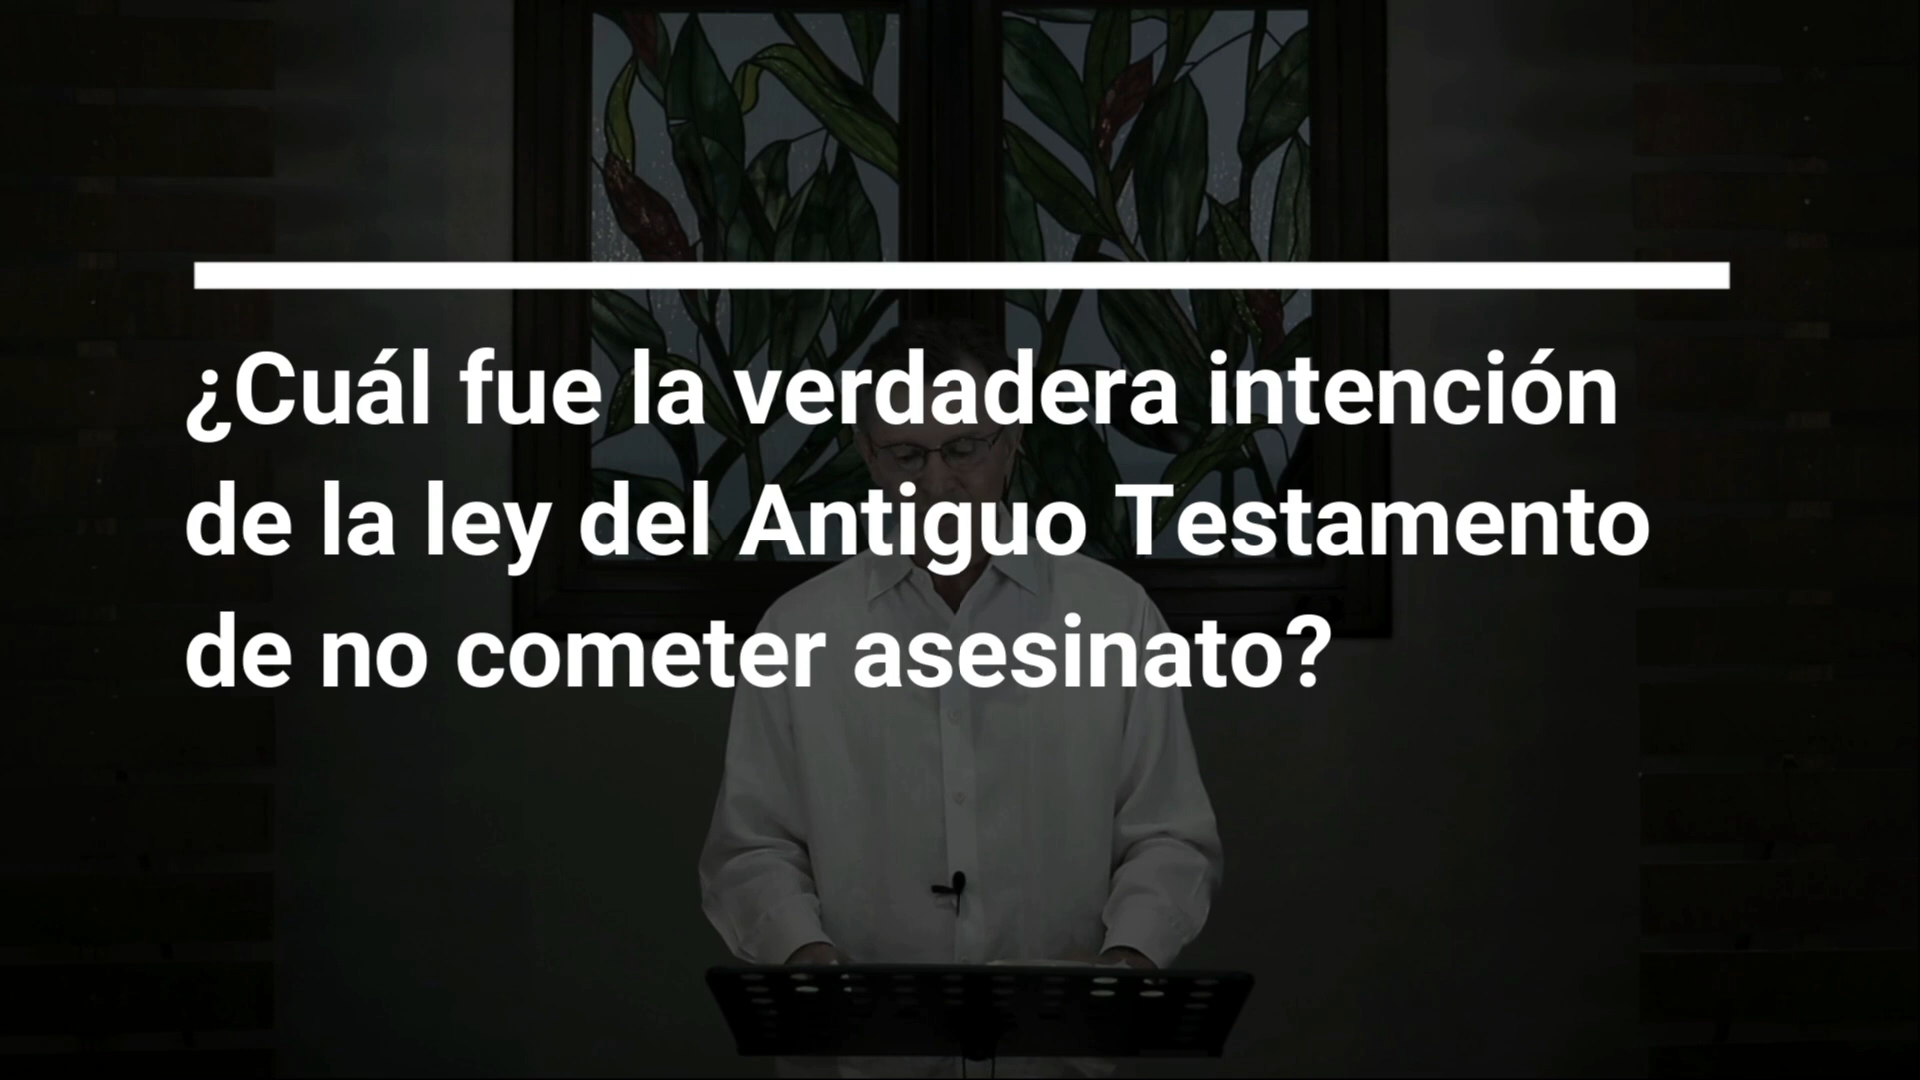 ¿Cuál fue la verdadera intención
de la ley del Antiguo Testamento
de no cometer asesinato?